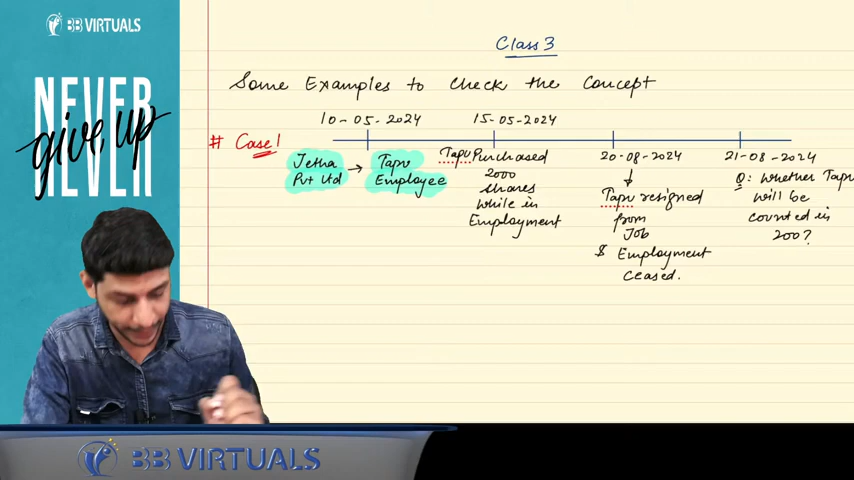 BB VIRTUALS
NEVER
give up
NEVER
Class 3
Some Examples to Check the Concept
10-05-2024
15-05-2024
# Case 1
Jetha
Pvt Ltd
→
Tapu
Employee
Tapu Purchased
2000
shares
while in
Employment
20-08-2024
↓
Tapu resigned
from
Job
$ Employment
Ceased.
21-08-2024
Q: Whether Tapu
will be
counted in
200?
BB VIRTUALS